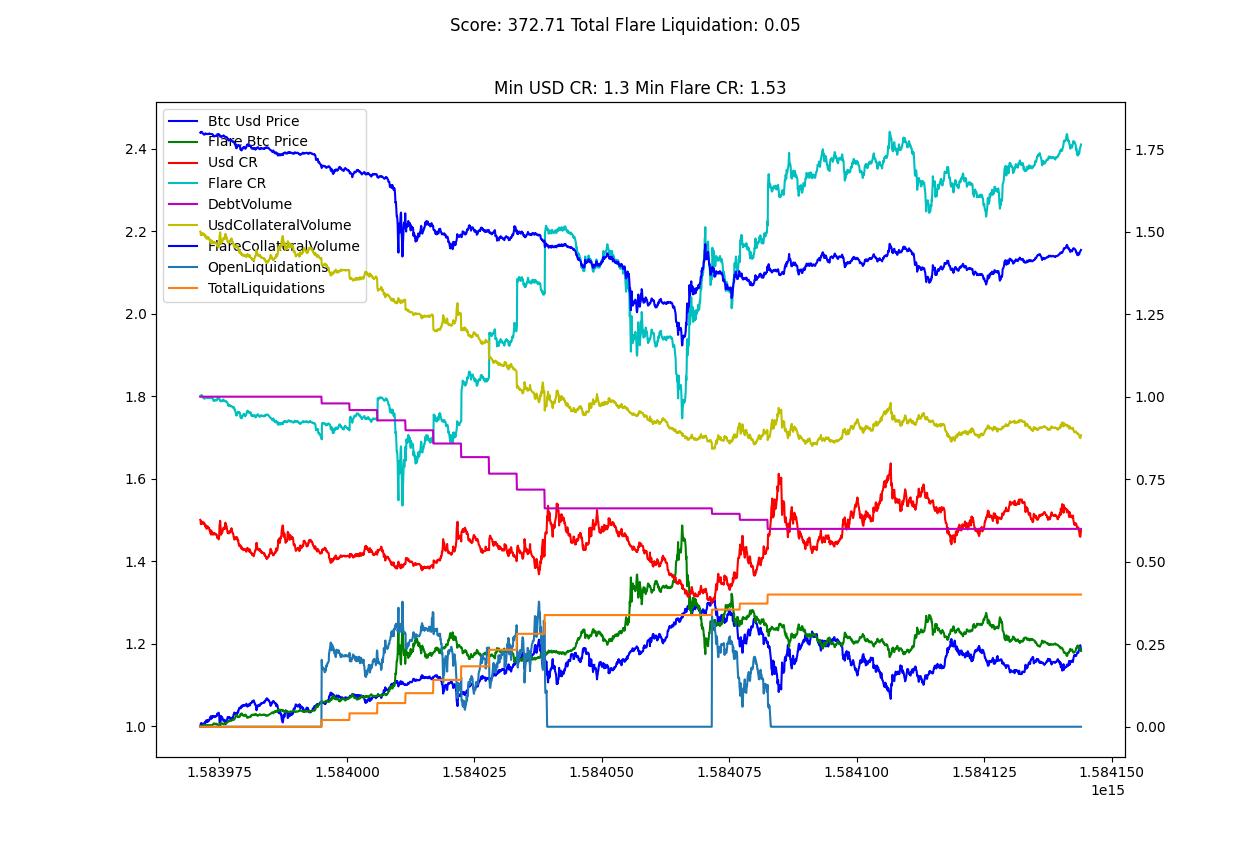 Score: 372.71 Total Flare Liquidation: 0.05
Min USD CR: 1.3 Min Flare CR: 1.53
Btc Usd Price
Flare Btc Price
Usd CR
Flare CR
DebtVolume
UsdCollateralVolume
FlareCollateralVolume
OpenLiquidations
TotalLiquidations
2.4
2.2
2.0
1.8
1.6
1.4
1.2
1.0
1.75
1.50
1.25
1.00
0.75
0.50
0.25
0.00
1.583975 1.584000 1.584025 1.584050 1.584075 1.584100 1.584125 1.584150
1e15